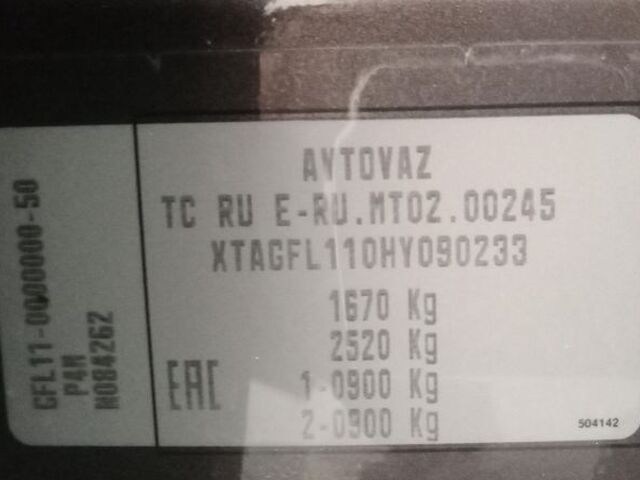 AVTOVAZ
TC RU E-RU.MT02.00245
XTAGFL110HY090233
1670 Kg
2520 Kg
1-0900 Kg
2-0900 Kg
EAC
504142
GFL11-0000000-50
P4M
N084262